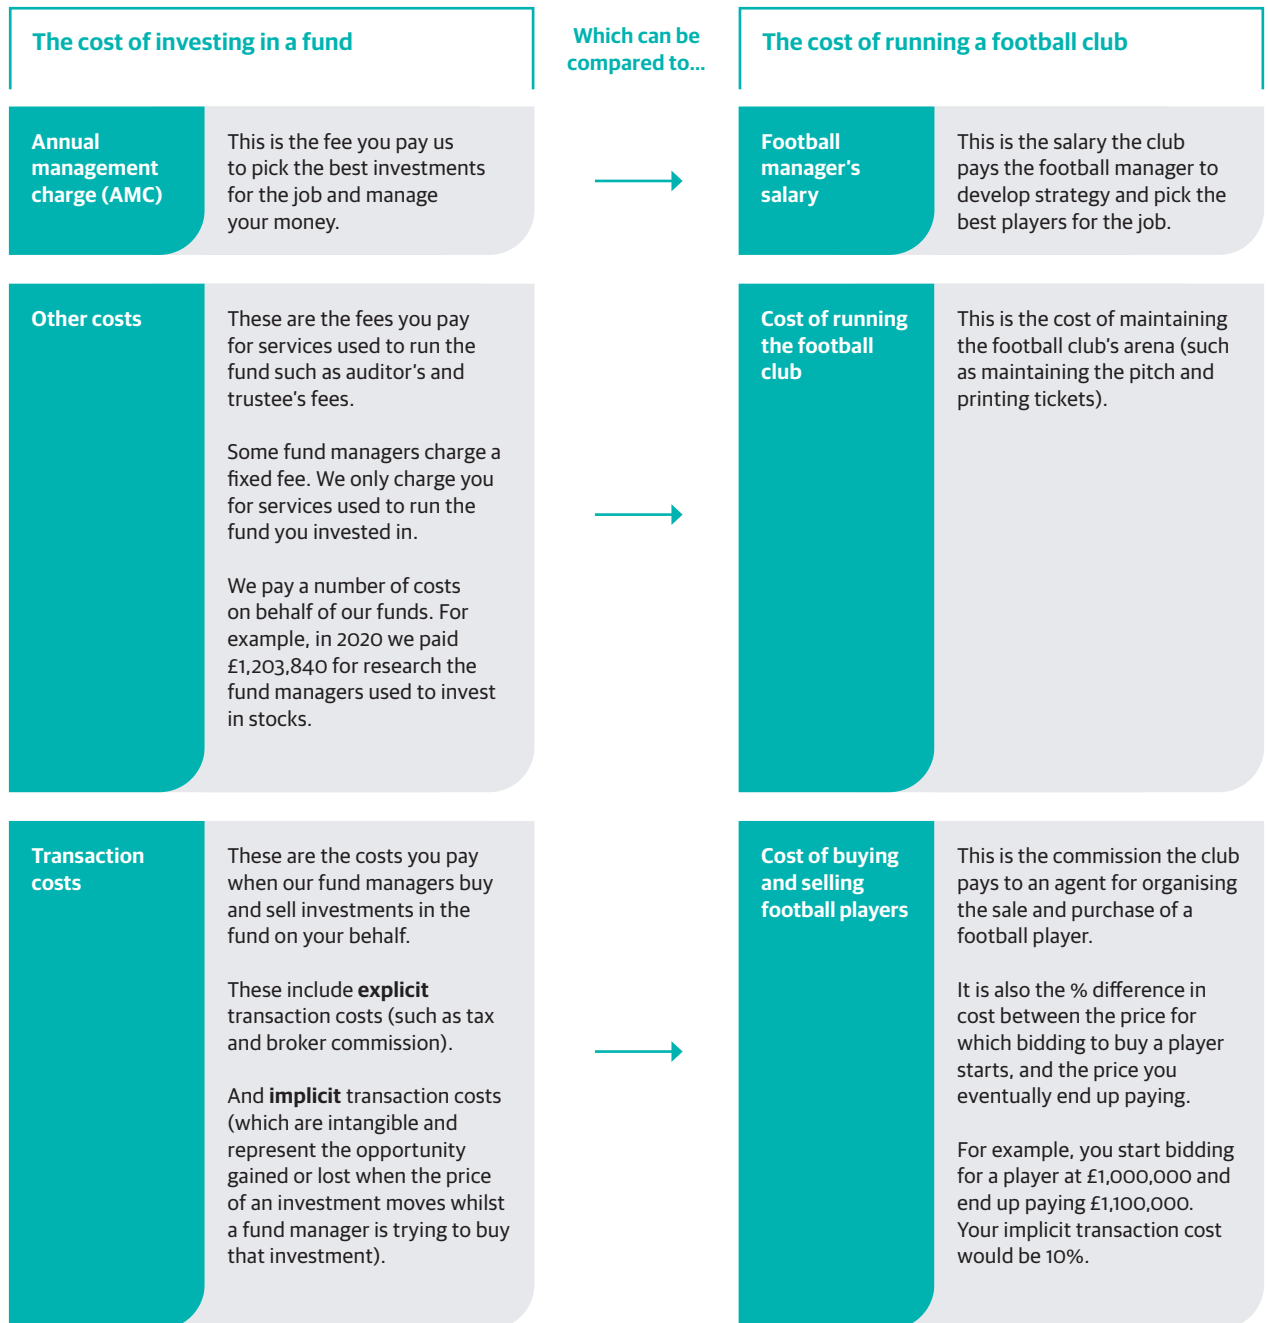 The cost of investing in a fund
Which can be
compared to...
The cost of running a football club
Annual
management
charge (AMC)
This is the fee you pay us
to pick the best investments
for the job and manage
your money.
Football
manager's
salary
This is the salary the club
pays the football manager to
develop strategy and pick the
best players for the job.
Other costs
These are the fees you pay
for services used to run the
fund such as auditor's and
trustee's fees.
Some fund managers charge a
fixed fee. We only charge you
for services used to run the
fund you invested in.
We pay a number of costs
on behalf of our funds. For
example, in 2020 we paid
£1,203,840 for research the
fund managers used to invest
in stocks.
Cost of running
the football
club
This is the cost of maintaining
the football club's arena (such
as maintaining the pitch and
printing tickets).
Transaction
costs
These are the costs you pay
when our fund managers buy
and sell investments in the
fund on your behalf.
These include explicit
transaction costs (such as tax
and broker commission).
And implicit transaction costs
(which are intangible and
represent the opportunity
gained or lost when the price
of an investment moves whilst
a fund manager is trying to buy
that investment).
Cost of buying
and selling
football players
This is the commission the club
pays to an agent for organising
the sale and purchase of a
football player.
It is also the % difference in
cost between the price for
which bidding to buy a player
starts, and the price you
eventually end up paying.
For example, you start bidding
for a player at £1,000,000 and
end up paying £1,100,000.
Your implicit transaction cost
would be 10%.